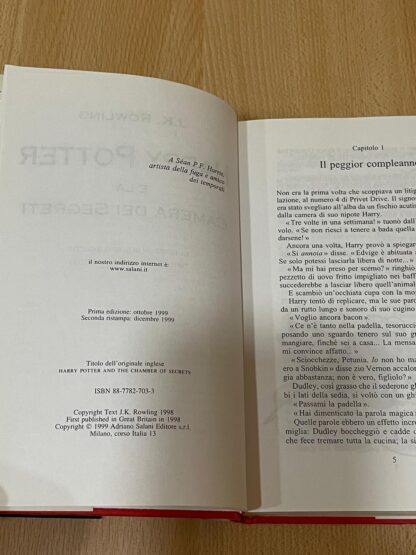 A Séan P.F. Harris,
artista della fuga e amico
dei temporali
il nostro indirizzo internet è:
www.salani.it
Prima edizione: ottobre 1999
Seconda ristampa: dicembre 1999
Titolo dell'originale inglese
HARRY POTTER AND THE CHAMBER OF SECRETS
ISBN 88-7782-703-3
Copyright Text J.K. Rowling 1998
First published in Great Britain in 1998
Copyright © 1999 Adriano Salani Editore s.r.l.
Milano, corso Italia 13
Capitolo 1
Il peggior compleanno
Non era la prima volta che scoppiava un litig
lazione, al numero 4 di Privet Drive. Il signor
era stato svegliato all'alba da un fischio acuti
dalla camera di suo nipote Harry.
«Tre volte in una settimana!» tuonò dall'
volo. «Se non riesci a tenere a bada quella
darsene!»
Ancora una volta, Harry provò a spiegar
«Si annoia» disse. «Edvige è abituata a
Se solo potessi lasciarla libera di notte...»
«Ma mi hai preso per scemo?» ringhiò
pezzetto di uovo fritto impigliato nei baff
succederebbe a lasciar libero quell'animal
E scambiò un'occhiata cupa con la mo
Harry tentò di replicare, ma le sue paro
da un rutto lungo e sonoro di suo cugino
«Voglio ancora bacon»
«Ce n'è tanto nella padella, tesorucci
posando uno sguardo tenero sul suo g
mangiare, finché sei a casa... La mensa
mi convince affatto...»
«Sciocchezze, Petunia. Io non ho ma
ero a Snobkin» disse zio Vernon accalor
gia abbastanza; non è vero, figliolo?»
Dudley, così grasso che il sederone gl
bi i lati della sedia, si voltò con un gh
«Passami la padella».
«Hai dimenticato la parola magica
Quelle parole ebbero un effetto incre
miglia: Dudley boccheggiò e cadde
che fece tremare tutta la cucina; la si
5